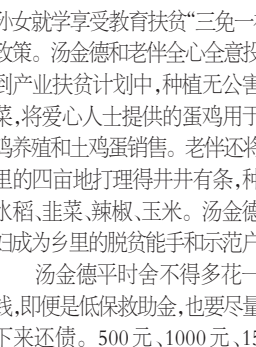 孙女就学享受教育扶贫“三免一
政策。汤金德和老伴全心全意投
到产业扶贫计划中,种植无公害
菜,将爱心人士提供的蛋鸡用于
鸡养殖和土鸡蛋销售。老伴还将
里的四亩地打理得井井有条,种
水稻、韭菜、辣椒、玉米。汤金德
妇成为乡里的脱贫能手和示范户
汤金德平时舍不得多花一
钱,即便是低保救助金,也要尽量
下来还债。500元、1000元、15